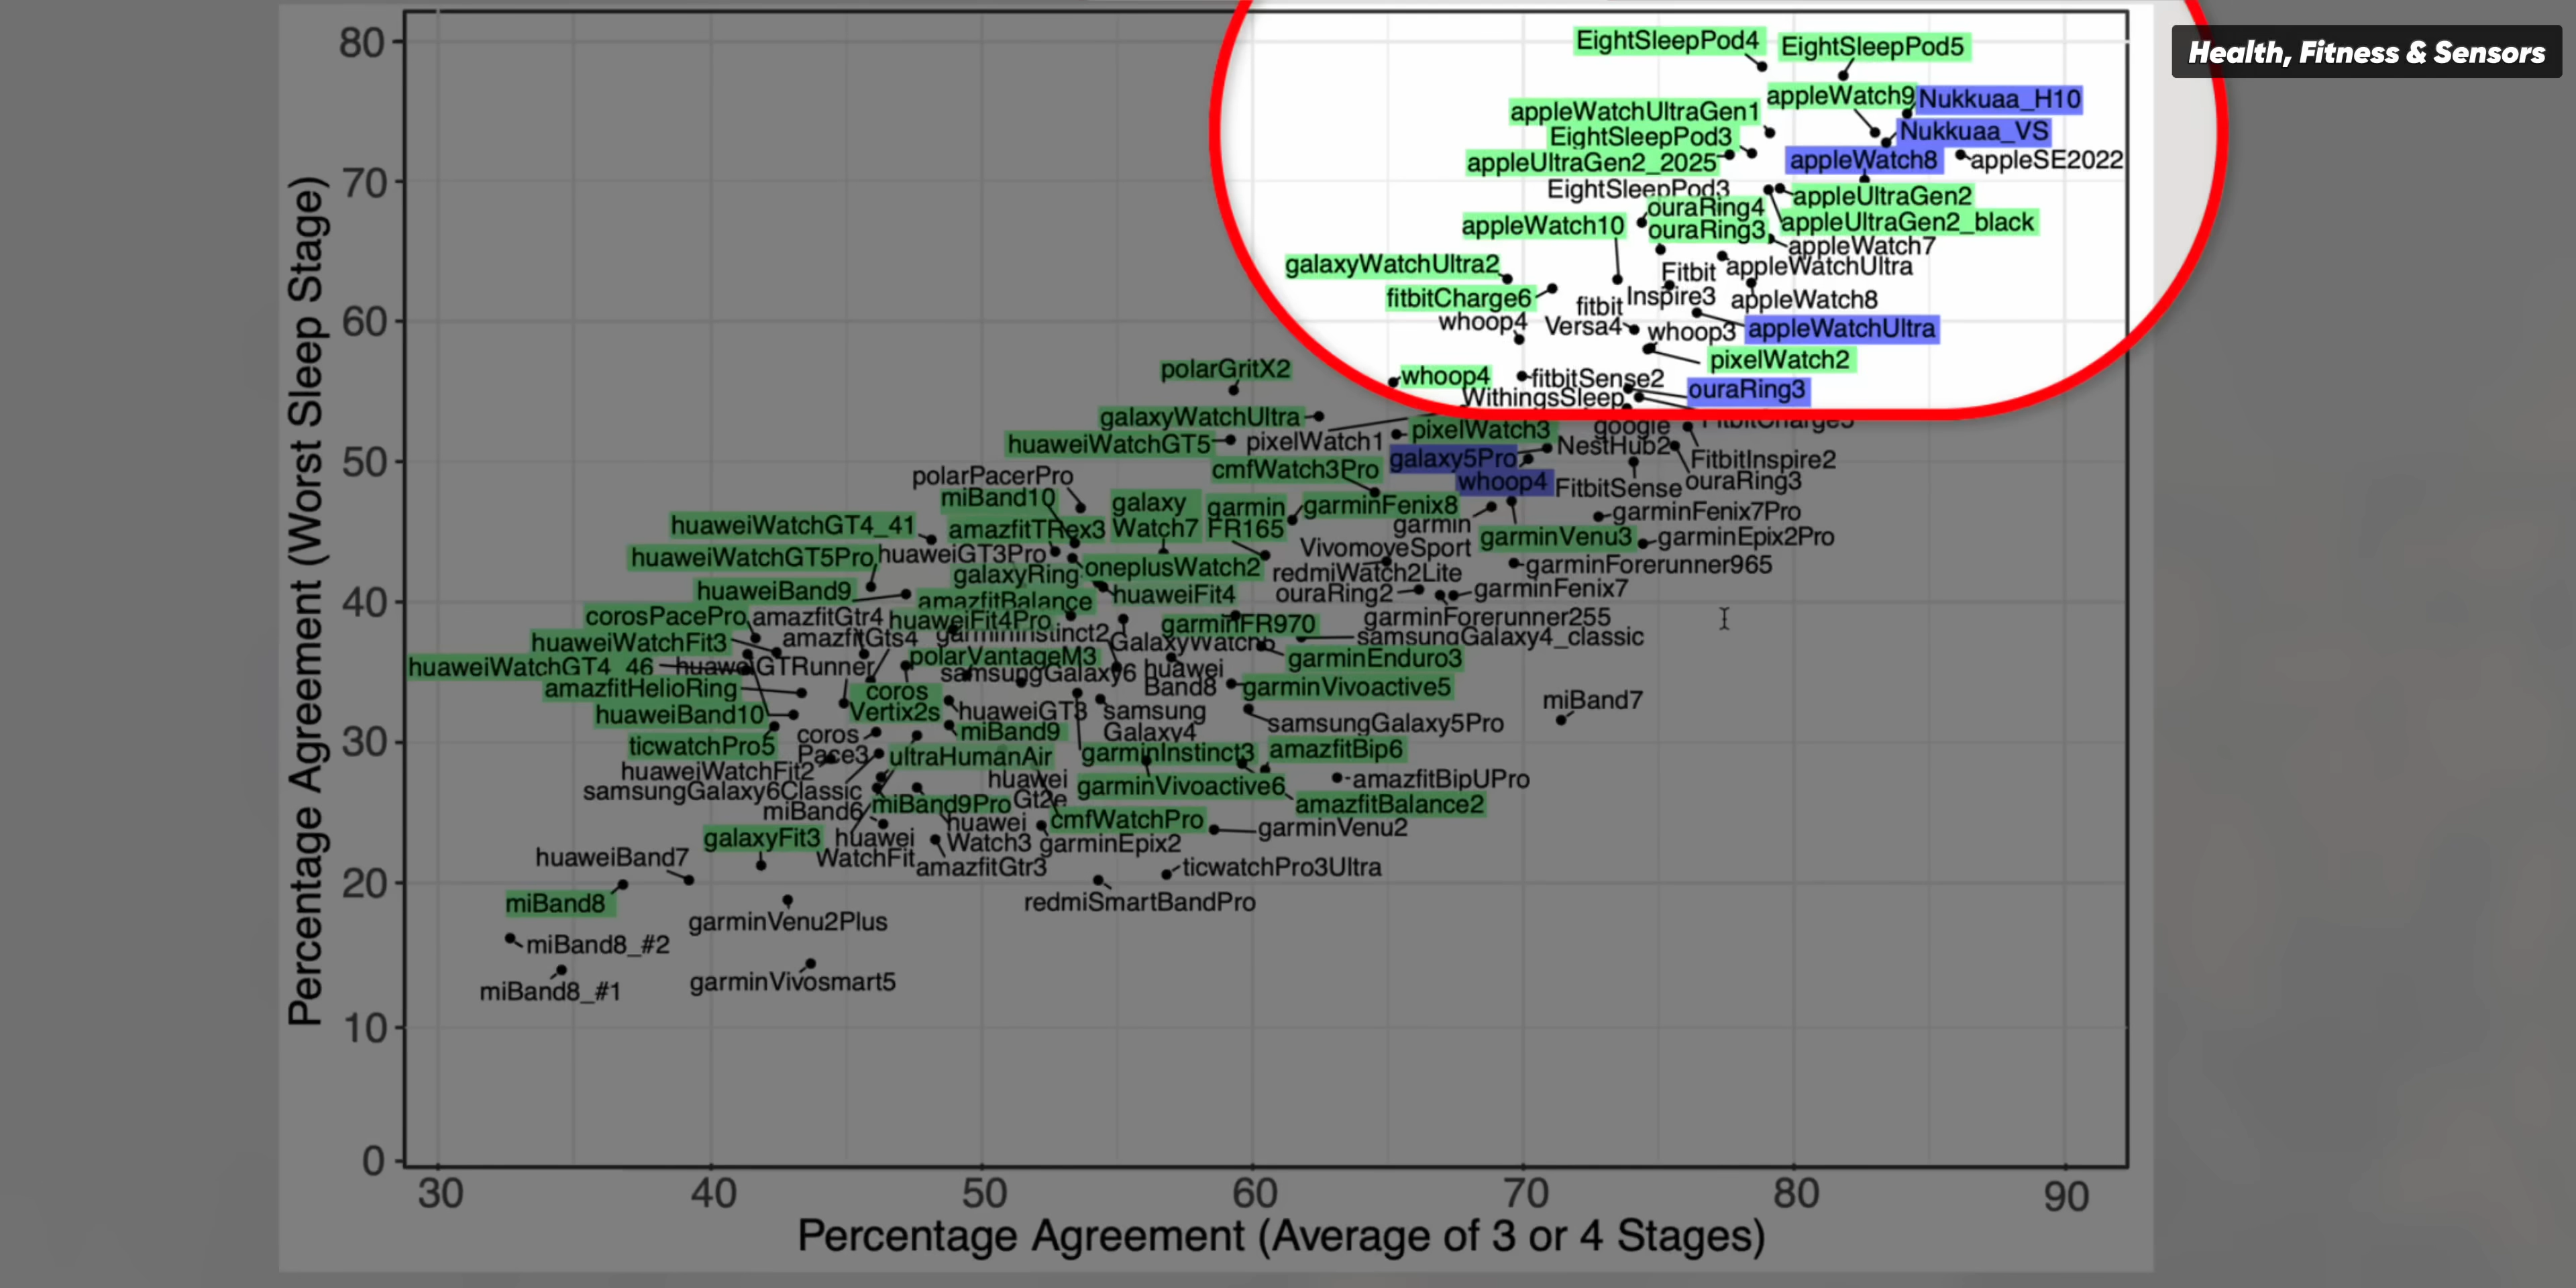 Health, Fitness & Sensors
80
EightSleepPod4
EightSleepPod5
appleWatch9
Nukkuaa_H10
appleWatchUltraGen1
Nukkuaa_VS
EightSleepPod3
appleUltraGen2_2025
appleWatch8
appleSE2022
70
EightSleepPod3
appleUltraGen2
ouraRing4
appleUltraGen2_black
appleWatch10
ouraRing3
appleWatch7
galaxyWatchUltra2
Fitbit
Inspire3
appleWatchUltra
fitbitCharge6
appleWatch8
fitbit
Versa4
60
whoop4
whoop3
appleWatchUltra
pixelWatch2
polarGritX2
whoop4
fitbitSense2
ouraRing3
WithingsSleep
galaxyWatchUltra
huaweiWatchGT5
pixelWatch1
pixelWatch3
google
NestHub2
FitbitCharge5
50
galaxy5Pro
FitbitInspire2
cmfWatch3Pro
polarPacerPro
whoop4
FitbitSense
ouraRing3
miBand10
galaxy
Watch7
garmin
FR165
garminFenix8
garminFenix7Pro
huaweiWatchGT4_41
amazfitTRex3
garmin
VivomoveSport
garminVenu3
garminEpix2Pro
huaweiWatchGT5Pro
huaweiGT3Pro
oneplusWatch2
redmiWatch2Lite
garminForerunner965
galaxyRing
huaweiBand9
huaweiFit4
ouraRing2
garminFenix7
40
amazfitBalance
corosPacePro
amazfitGtr4
huaweiFit4Pro
garminFR970
garminForerunner255
huaweiWatchFit3
amazfitGts4
garminInstinct2
GalaxyWatch6
samsungGalaxy4_classic
huaweiWatchGT4_46
huaweiGTRunner
polarVantageM3
garminEnduro3
samsungGalaxy6
huawei
Band8
amazfitHelioRing
garminVivoactive5
coros
Vertix2s
miBand7
huaweiBand10
huaweiGT3
samsung
Galaxy4
samsungGalaxy5Pro
30
ticwatchPro5
coros
Pace3
miBand9
garminInstinct3
amazfitBip6
ultraHumanAir
huaweiWatchFit2
huawei
Gt2e
amazfitBipUPro
samsungGalaxy6Classic
garminVivoactive6
miBand6
miBand9Pro
amazfitBalance2
galaxyFit3
huawei
WatchFit
huawei
Watch3
cmfWatchPro
garminVenu2
garminEpix2
huaweiBand7
amazfitGtr3
ticwatchPro3Ultra
20
miBand8
redmiSmartBandPro
garminVenu2Plus
miBand8_#2
miBand8_#1
garminVivosmart5
10
0
Percentage Agreement (Worst Sleep Stage)
30 40 50 60 70 80 90
Percentage Agreement (Average of 3 or 4 Stages)